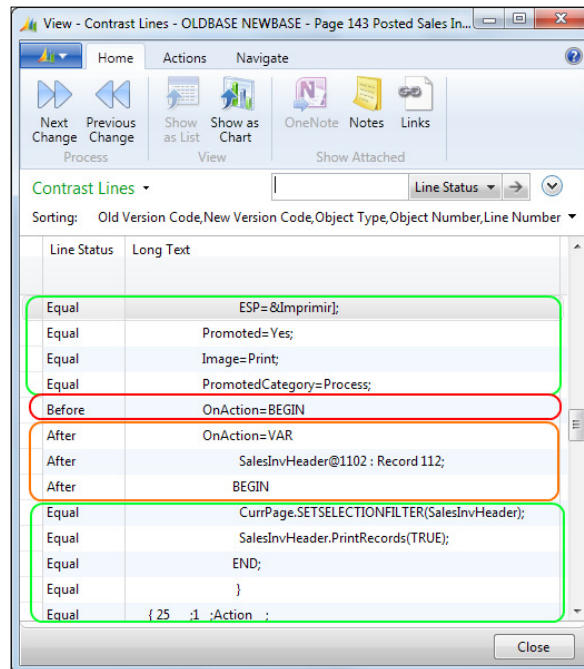 View - Contrast Lines - OLDBASE NEWBASE - Page 143 Posted Sales In...
Home Actions Navigate
Next Change
Previous Change
Show as List
Show as Chart
OneNote
Notes
Links
Process View Show Attached
Contrast Lines Line Status
Sorting: Old Version Code,New Version Code,Object Type,Object Number,Line Number
Line Status Long Text
Equal ESP=&Imprimir];
Equal Promoted=Yes;
Equal Image=Print;
Equal PromotedCategory=Process;
Before OnAction=BEGIN
After OnAction=VAR
After SalesInvHeader@1102 : Record 112;
After BEGIN
Equal CurrPage.SETSELECTIONFILTER(SalesInvHeader);
Equal SalesInvHeader.PrintRecords(TRUE);
Equal END;
Equal }
Equal { 25 ;1 ;Action ;
Close